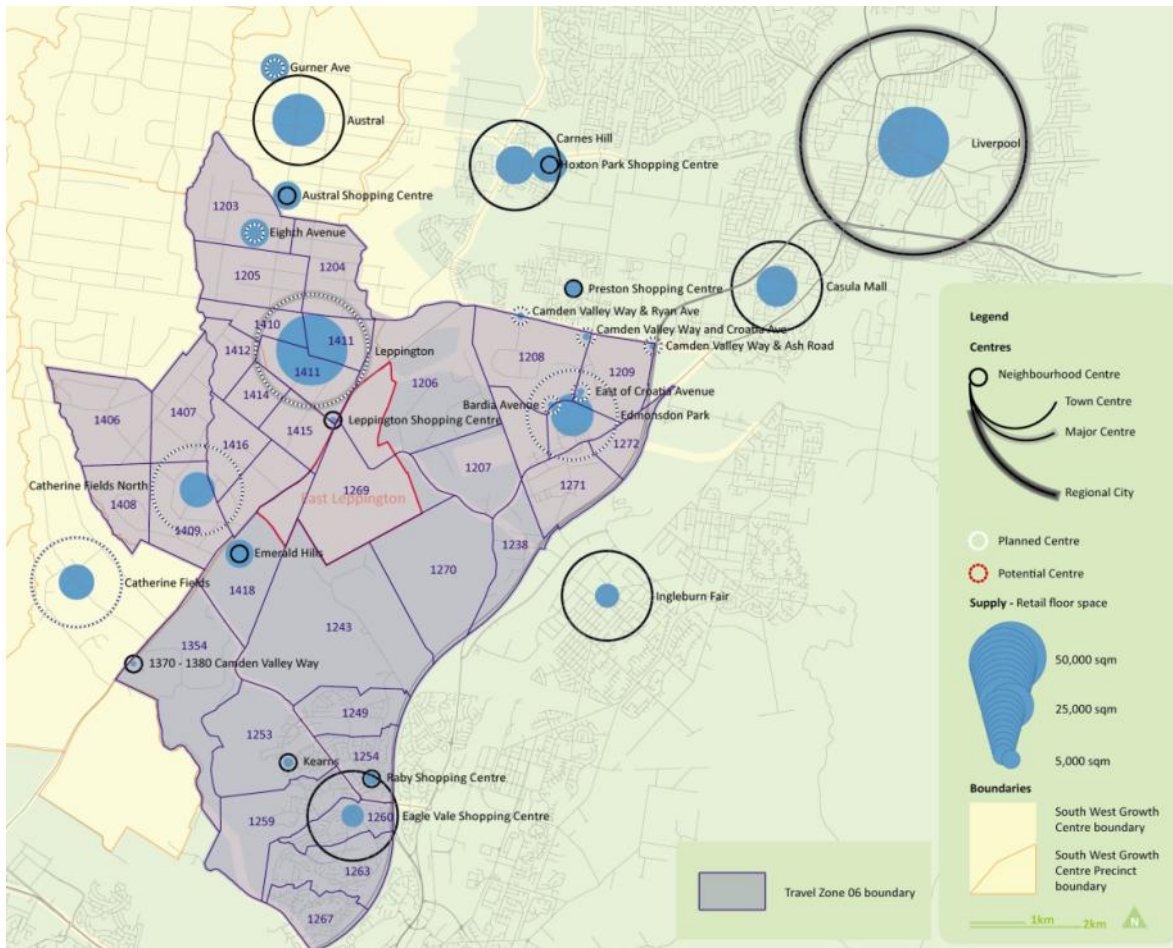 Gurner Ave
Austral
Carnes Hill
Hoxton Park Shopping Centre
Liverpool
Austral Shopping Centre
1203
Eighth Avenue
1204
1205
Preston Shopping Centre
Casula Mall
Camden Valley Way & Ryan Ave
1410
Camden Valley Way and Croatia Ave
1411
Camden Valley Way & Ash Road
1412
Leppington
1208
1411
1209
1206
1414
East of Croatia Avenue
Bardia Avenue
1406
1407
Edmonsdon Park
Leppington Shopping Centre
1415
1416
1272
1207
Catherine Fields North
1269
East Leppington
1271
1408
1409
1238
Emerald Hills
1270
Catherine Fields
1418
Ingleburn Fair
1243
1354
1370 - 1380 Camden Valley Way
1249
1253
1254
Kearns
Raby Shopping Centre
1260
Eagle Vale Shopping Centre
1259
1263
1267
Travel Zone 06 boundary
Legend
Centres
Neighbourhood Centre
Town Centre
Major Centre
Regional City
Planned Centre
Potential Centre
Supply - Retail floor space
50,000 sqm
25,000 sqm
5,000 sqm
Boundaries
South West Growth
Centre boundary
South West Growth
Centre Precinct
boundary
1km
2km
N